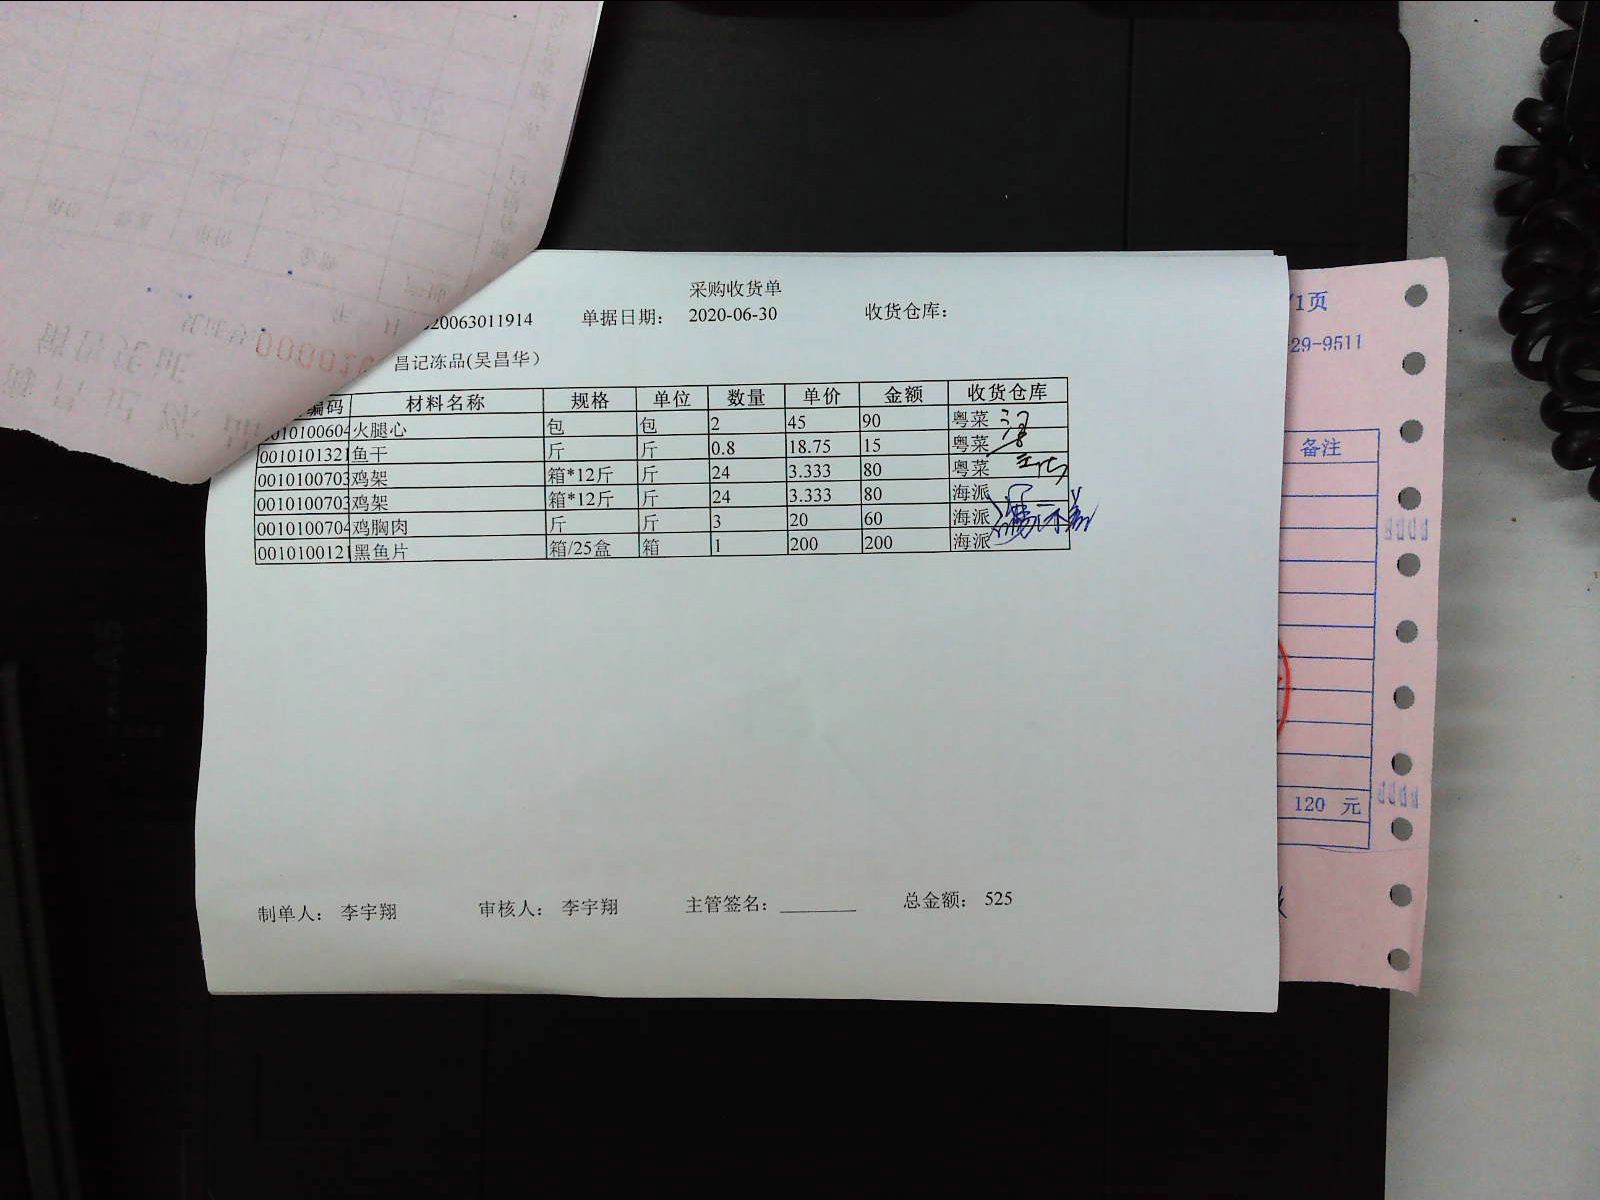 采购收货单
20063011914 单据日期： 2020-06-30 收货仓库：
昌记冻品(吴昌华)
编码 材料名称 规格 单位 数量 单价 金额 收货仓库
010100604 火腿心 包 包 2 45 90 粤菜
0010101321 鱼干 斤 斤 0.8 18.75 15 粤菜
0010100703 鸡架 箱*12斤 斤 24 3.333 80 粤菜
0010100703 鸡架 箱*12斤 斤 24 3.333 80 海派
0010100704 鸡胸肉 斤 斤 3 20 60 海派
0010100121 黑鱼片 箱/25盒 箱 1 200 200 海派
制单人： 李宇翔 审核人： 李宇翔 主管签名： 总金额： 525
/1页
29-9511
备注
120 元